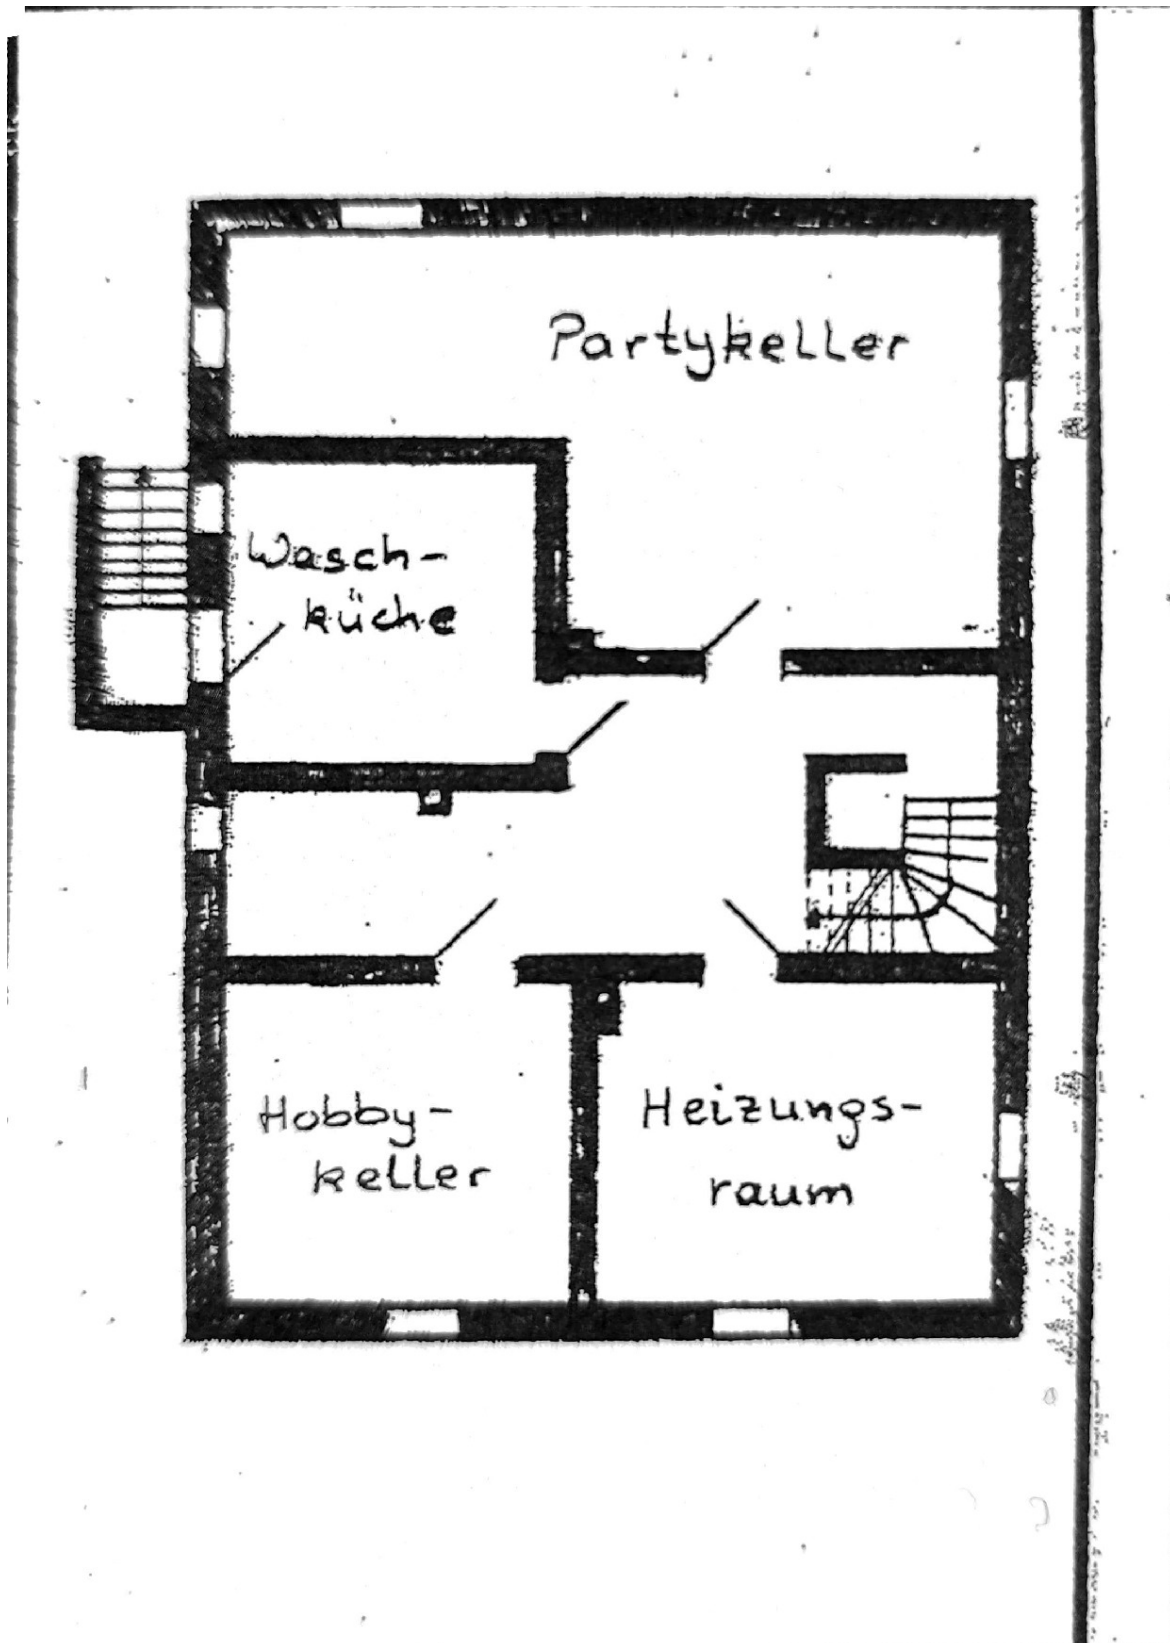 Partykeller
Wasch-
küche
Hobby-
keller
Heizungs-
raum